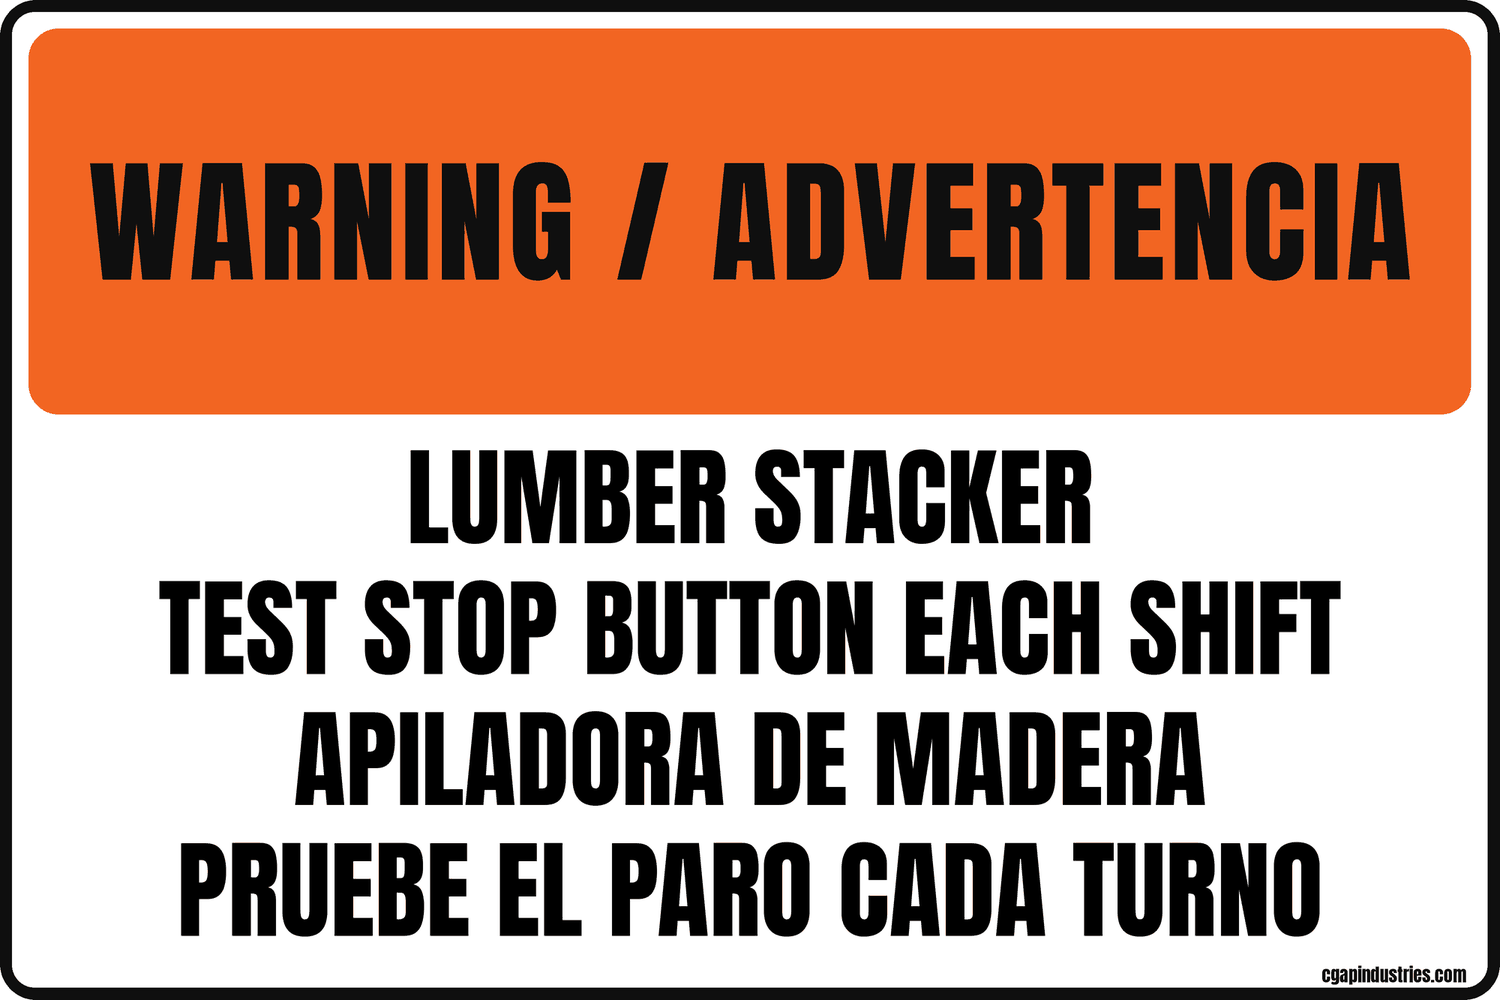 WARNING / ADVERTENCIA
LUMBER STACKER
TEST STOP BUTTON EACH SHIFT
APILADORA DE MADERA
PRUEBE EL PARO CADA TURNO
cgapindustries.com